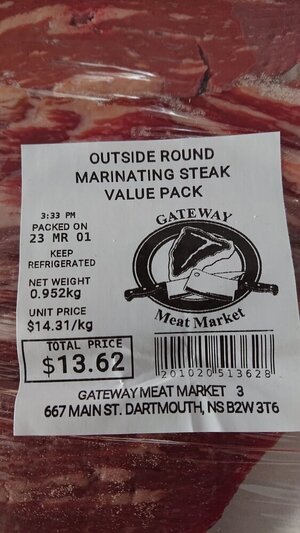 OUTSIDE ROUND
MARINATING STEAK
VALUE PACK
3:33 PM
PACKED ON
23 MR 01
KEEP
REFRIGERATED
NET WEIGHT
0.952kg
UNIT PRICE
$14.31/kg
TOTAL PRICE
$13.62
GATEWAY
Meat Market
201020 513628
GATEWAY MEAT MARKET 3
667 MAIN ST. DARTMOUTH, NS B2W 3T6